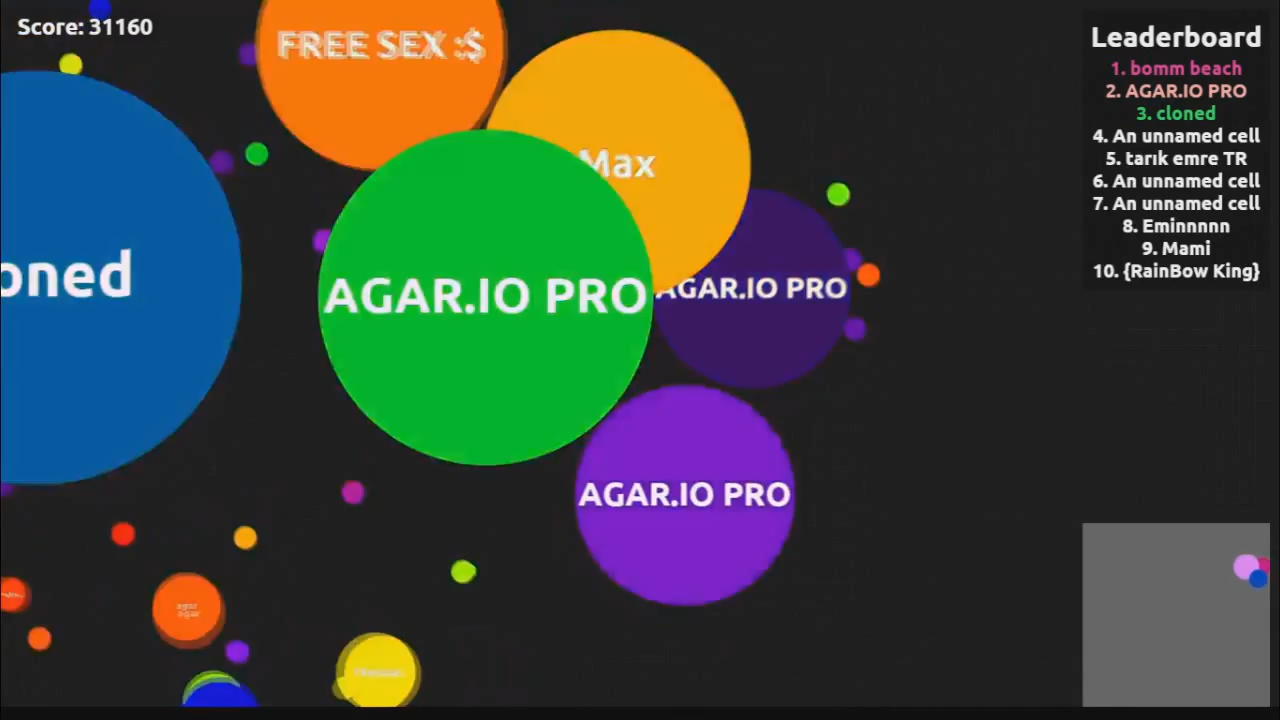 Score: 31160
FREE SEX :$
Max
oned
AGAR.IO PRO
AGAR.IO PRO
AGAR.IO PRO
agar
agar
Leaderboard
1. bomm beach
2. AGAR.IO PRO
3. cloned
4. An unnamed cell
5. tarık emre TR
6. An unnamed cell
7. An unnamed cell
8. Eminnnnn
9. Mami
10. {RainBow King}